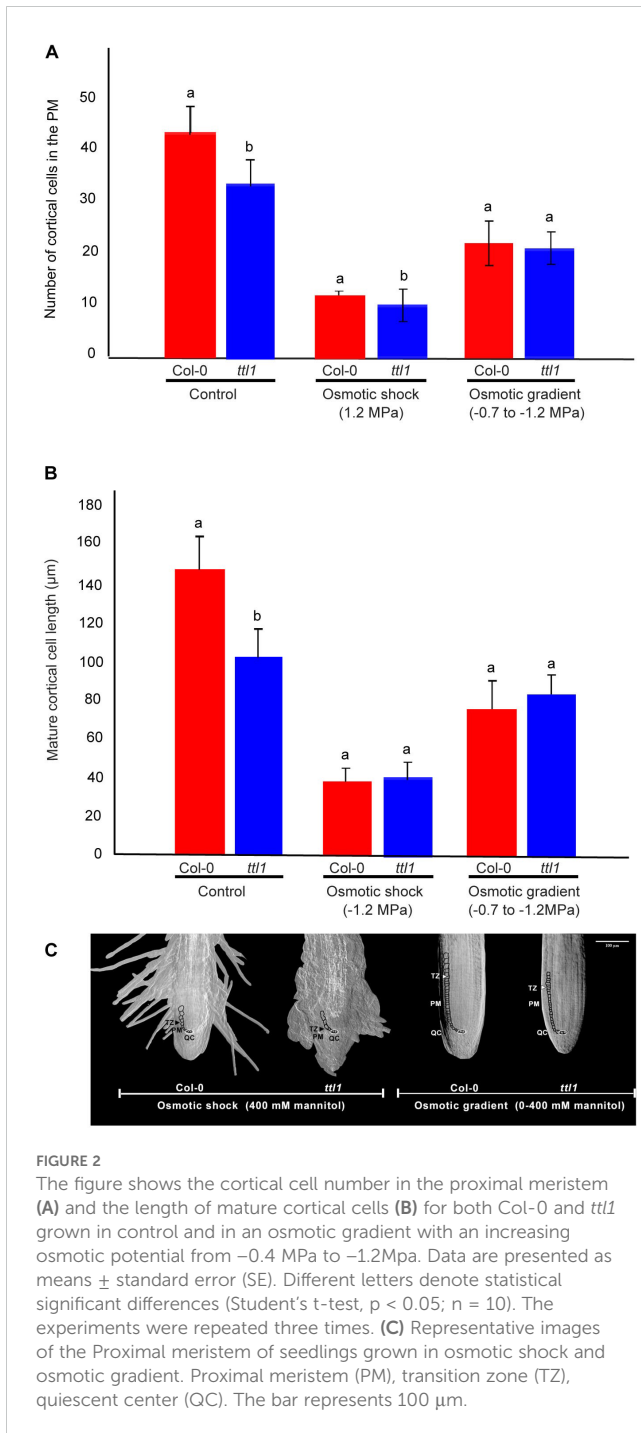 A
Number of cortical cells in the PM
50
40
30
20
10
0
a
b
a
b
a
a
Col-0 ttl1 Col-0 ttl1 Col-0 ttl1
Control Osmotic shock Osmotic gradient
(1.2 MPa) (-0.7 to -1.2 MPa)
B
Mature cortical cell length (µm)
180
160
140
120
100
80
60
40
20
0
a
b
a
a
a
a
Col-0 ttl1 Col-0 ttl1 Col-0 ttl1
Control Osmotic shock Osmotic gradient
(-1.2 MPa) (-0.7 to -1.2MPa)
C
100 µm
TZ
PM
QC
TZ
PM
QC
TZ
PM
QC
TZ
PM
QC
Col-0 ttl1 Col-0 ttl1
Osmotic shock (400 mM mannitol) Osmotic gradient (0-400 mM mannitol)
FIGURE 2
The figure shows the cortical cell number in the proximal meristem
(A) and the length of mature cortical cells (B) for both Col-0 and ttl1
grown in control and in an osmotic gradient with an increasing
osmotic potential from −0.4 MPa to −1.2Mpa. Data are presented as
means ± standard error (SE). Different letters denote statistical
significant differences (Student's t-test, p < 0.05; n = 10). The
experiments were repeated three times. (C) Representative images
of the Proximal meristem of seedlings grown in osmotic shock and
osmotic gradient. Proximal meristem (PM), transition zone (TZ),
quiescent center (QC). The bar represents 100 µm.